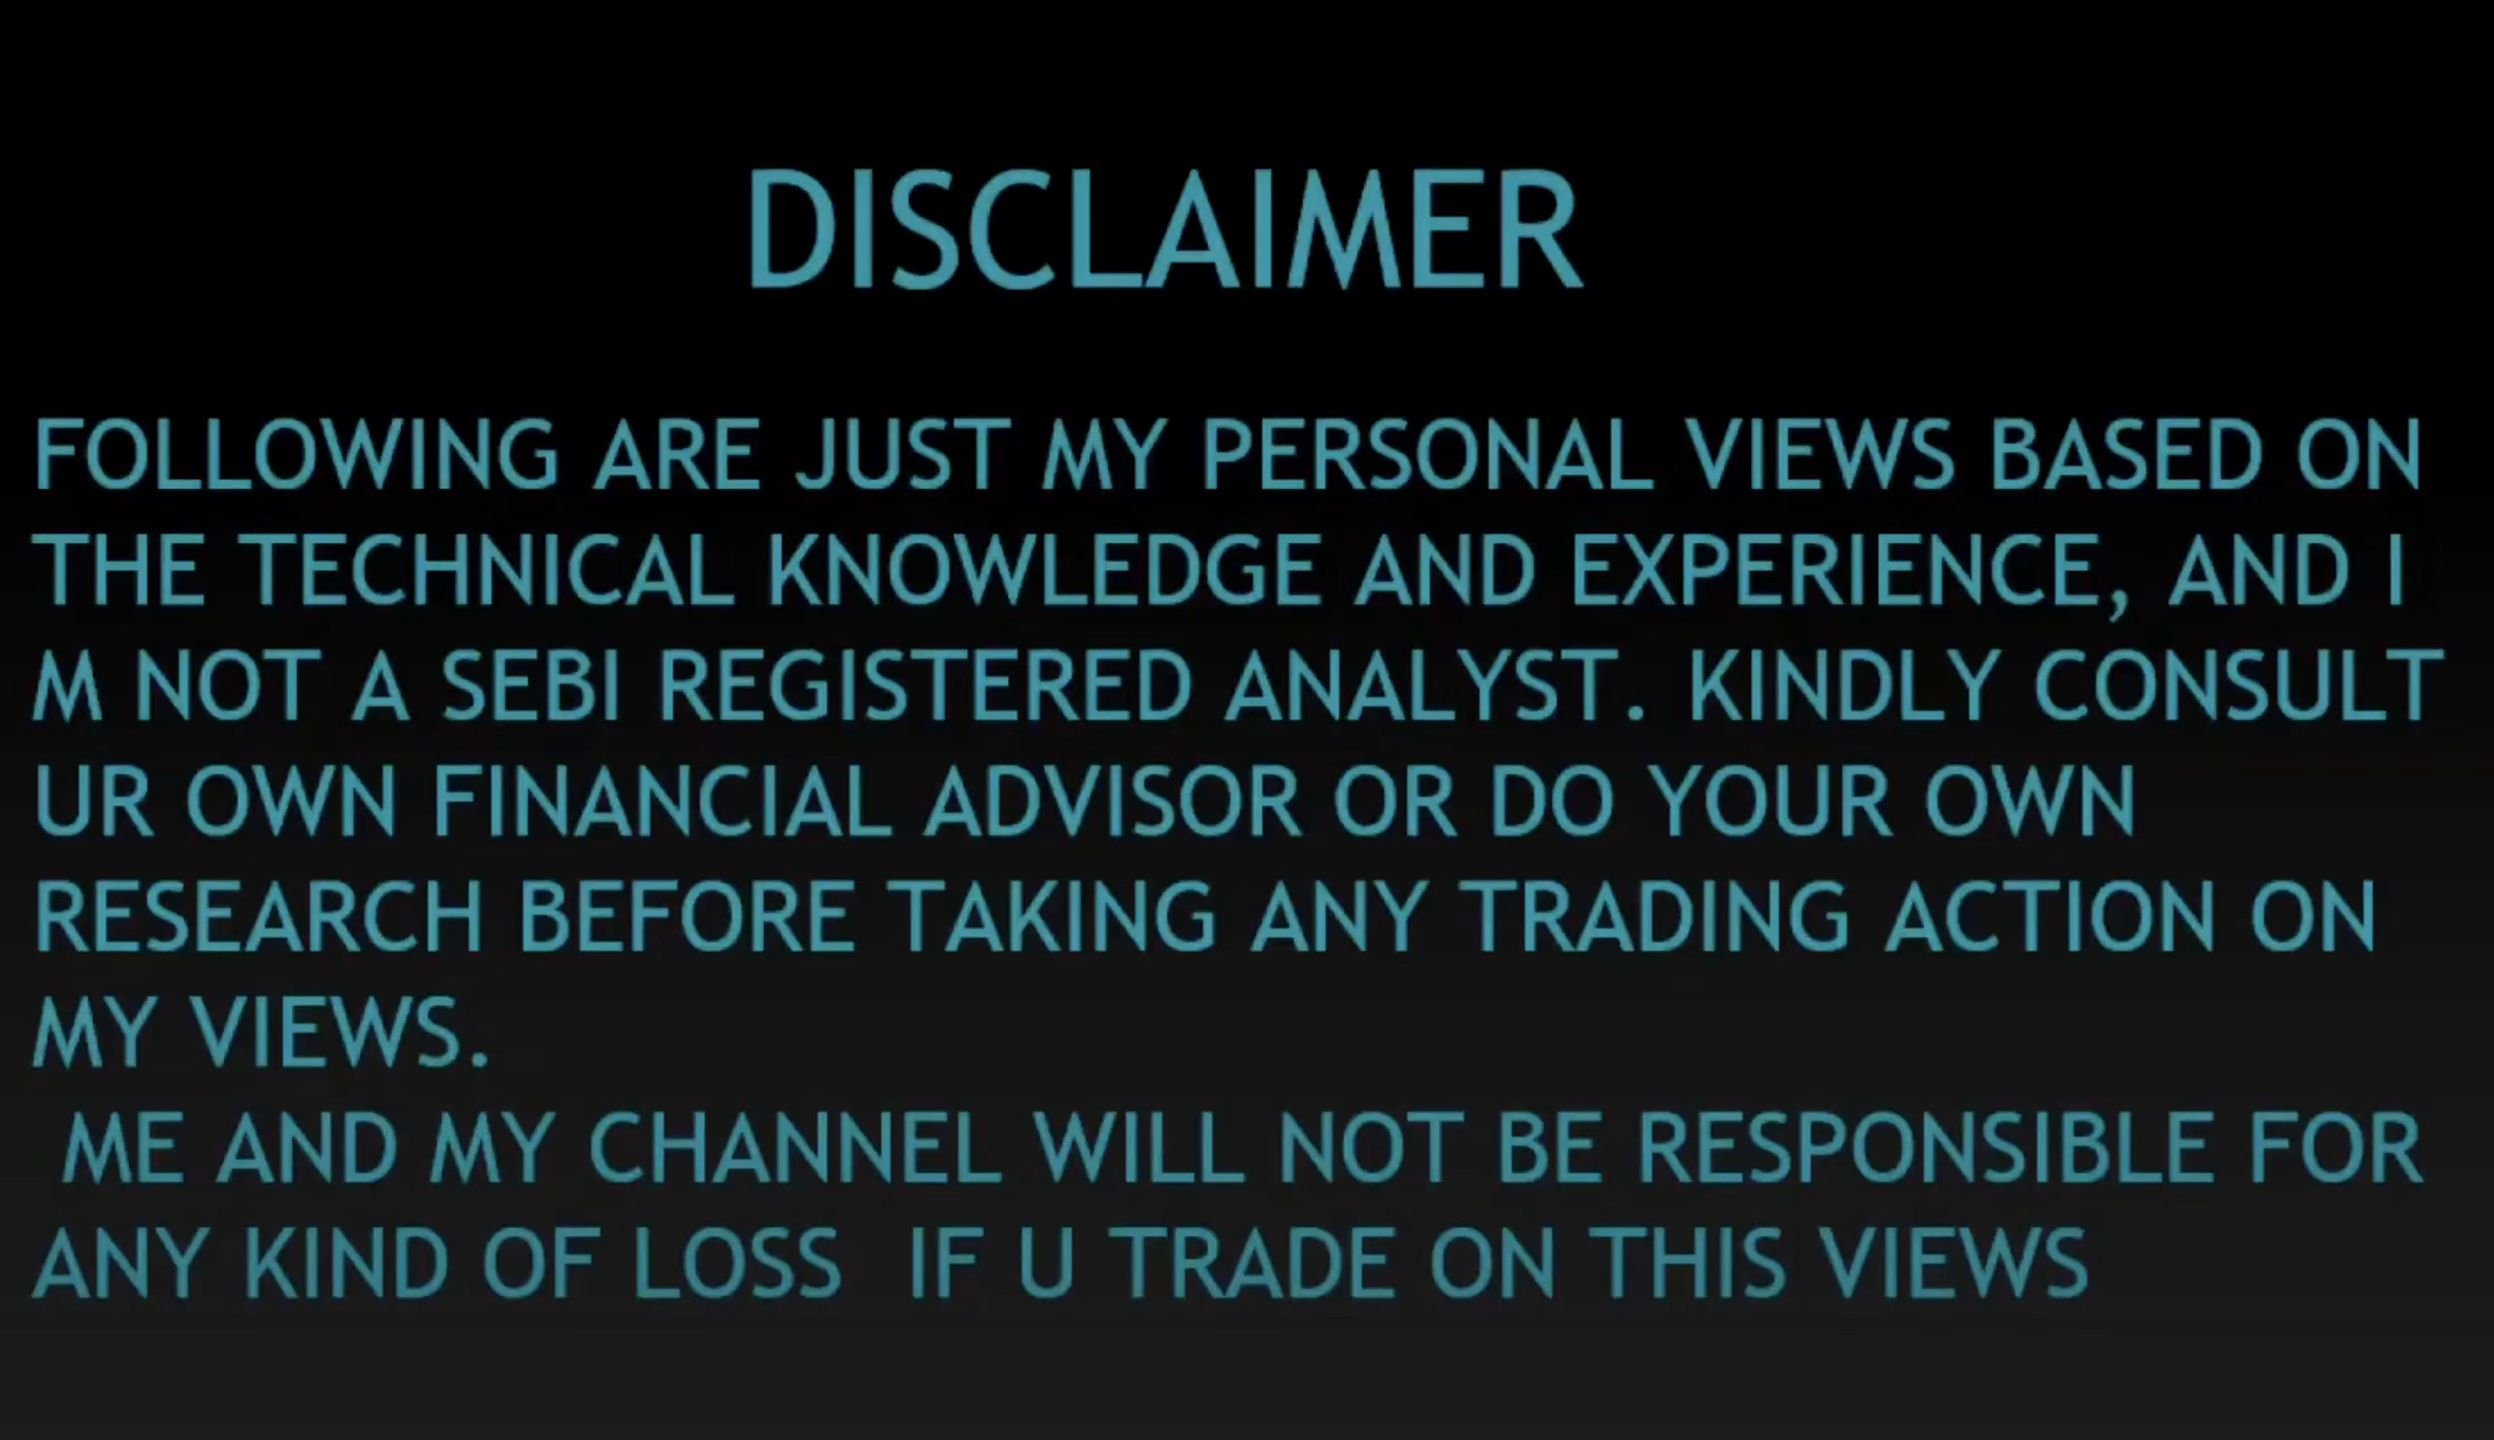 DISCLAIMER
FOLLOWING ARE JUST MY PERSONAL VIEWS BASED ON
THE TECHNICAL KNOWLEDGE AND EXPERIENCE, AND I
M NOT A SEBI REGISTERED ANALYST. KINDLY CONSULT
UR OWN FINANCIAL ADVISOR OR DO YOUR OWN
RESEARCH BEFORE TAKING ANY TRADING ACTION ON
MY VIEWS.
ME AND MY CHANNEL WILL NOT BE RESPONSIBLE FOR
ANY KIND OF LOSS  IF U TRADE ON THIS VIEWS